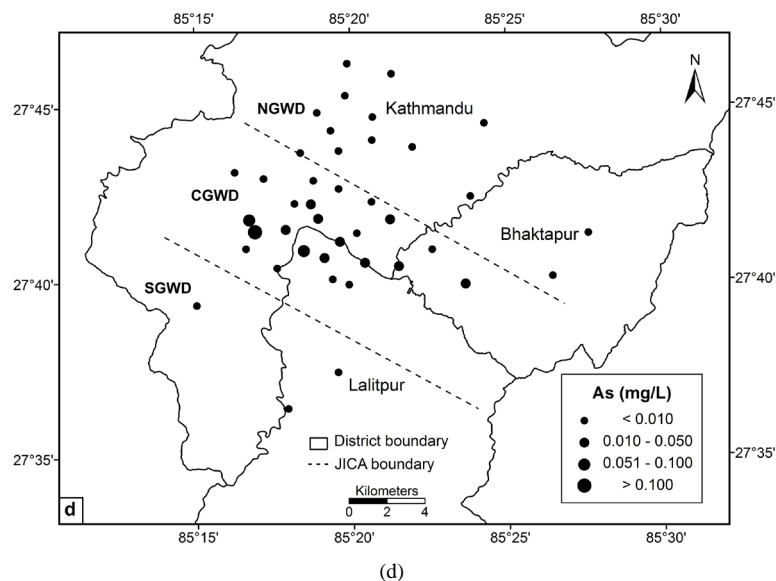 85°15' 85°20' 85°25' 85°30'
N
27°45' NGWD Kathmandu 27°45'
CGWD
Bhaktapur
27°40' SGWD 27°40'
Lalitpur
As (mg/L)
< 0.010
0.010 - 0.050
0.051 - 0.100
> 0.100
District boundary
JICA boundary
27°35' 27°35'
Kilometers
0 2 4
d
85°15' 85°20' 85°25' 85°30'
(d)